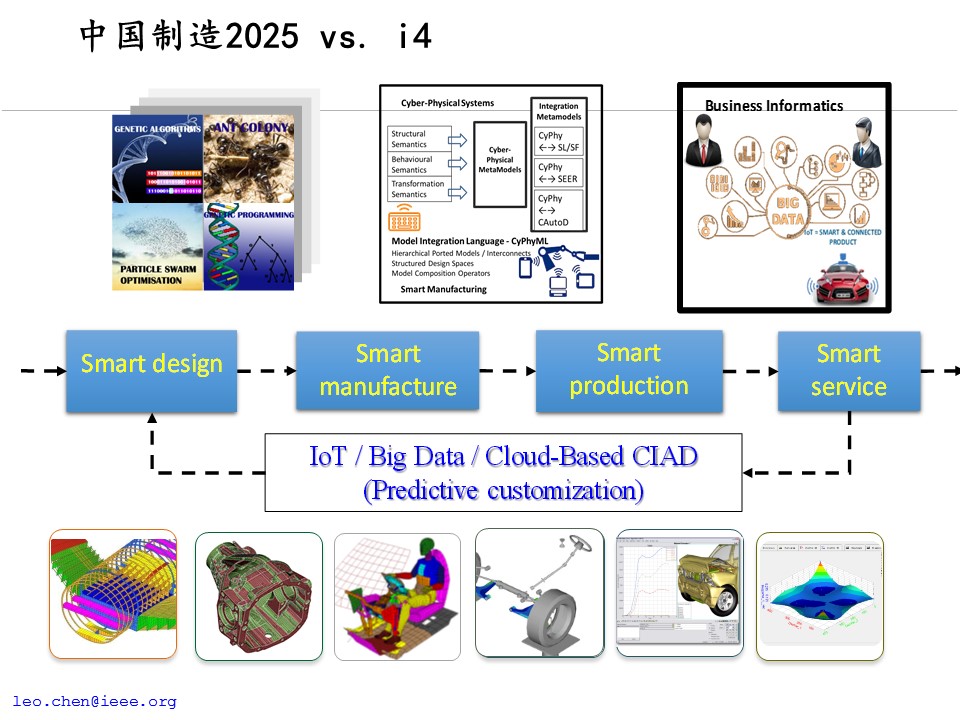 中国制造2025 vs. i4
GENETIC ALGORITHMS
ANT COLONY
PARTICLE SWARM
OPTIMISATION
GENETIC PROGRAMMING
Cyber-Physical Systems
Structural
Semantics
Behavioural
Semantics
Transformation
Semantics
Cyber-
Physical
MetaModels
Integration
Metamodels
CyPhy
←→ SL/SF
CyPhy
←→ SEER
CyPhy
←→
CAutoD
Model Integration Language - CyPhyML
Hierarchical Ported Models / Interconnects
Structured Design Spaces
Model Composition Operators
Smart Manufacturing
Business Informatics
BIG
DATA
IoT = SMART & CONNECTED
PRODUCT
Smart design
Smart
manufacture
Smart
production
Smart
service
IoT / Big Data / Cloud-Based CIAD
(Predictive customization)
leo.chen@ieee.org